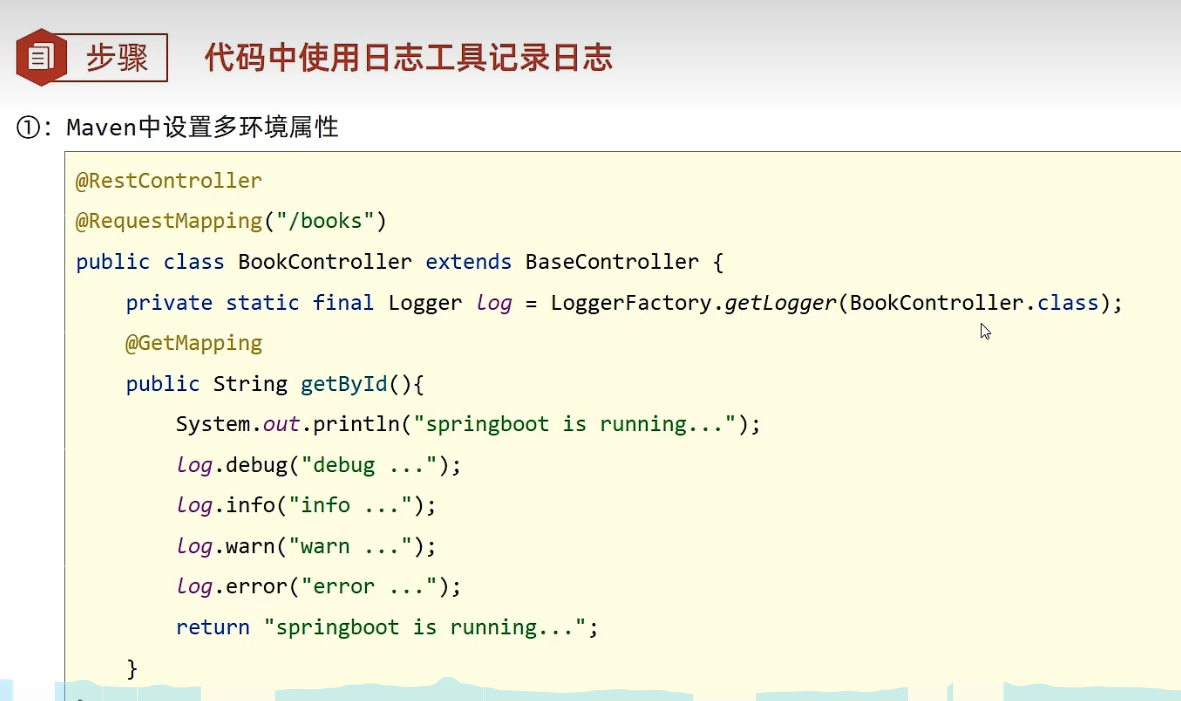 步骤
代码中使用日志工具记录日志
①: Maven中设置多环境属性
@RestController
@RequestMapping("/books")
public class BookController extends BaseController {
    private static final Logger log = LoggerFactory.getLogger(BookController.class);
    @GetMapping
    public String getById(){
        System.out.println("springboot is running...");
        log.debug("debug ...");
        log.info("info ...");
        log.warn("warn ...");
        log.error("error ...");
        return "springboot is running...";
    }